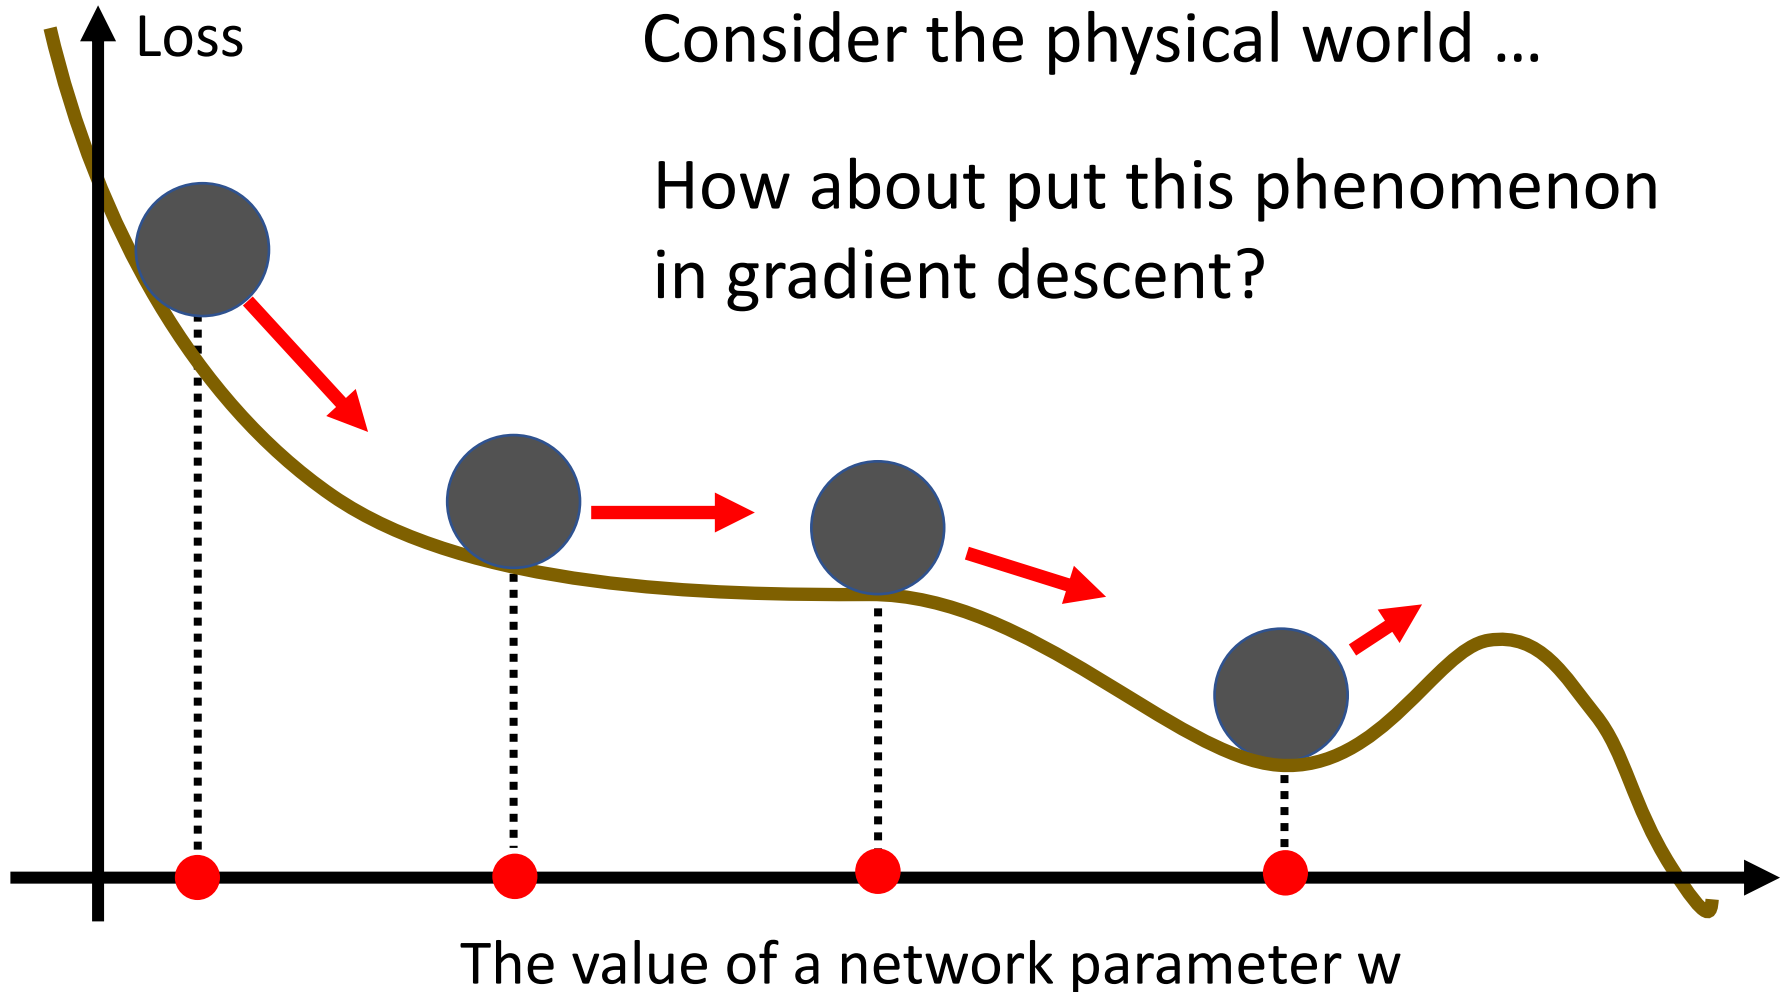 Loss
Consider the physical world ...
How about put this phenomenon
in gradient descent?
The value of a network parameter w